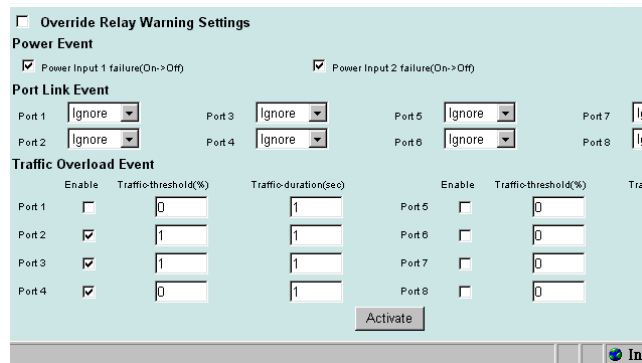 Override Relay Warning Settings
Power Event
Power Input 1 failure(On->Off) Power Input 2 failure(On->Off)
Port Link Event
Port 1 Ignore Port 3 Ignore Port 5 Ignore Port 7
Port 2 Ignore Port 4 Ignore Port 6 Ignore Port 8
Traffic Overload Event
Enable Traffic-threshold(%) Traffic-duration(sec) Enable Traffic-threshold(%) Tra
Port 1 0 1 Port 5 0
Port 2 1 1 Port 6 0
Port 3 1 1 Port 7 0
Port 4 0 1 Port 8 0
Activate
In